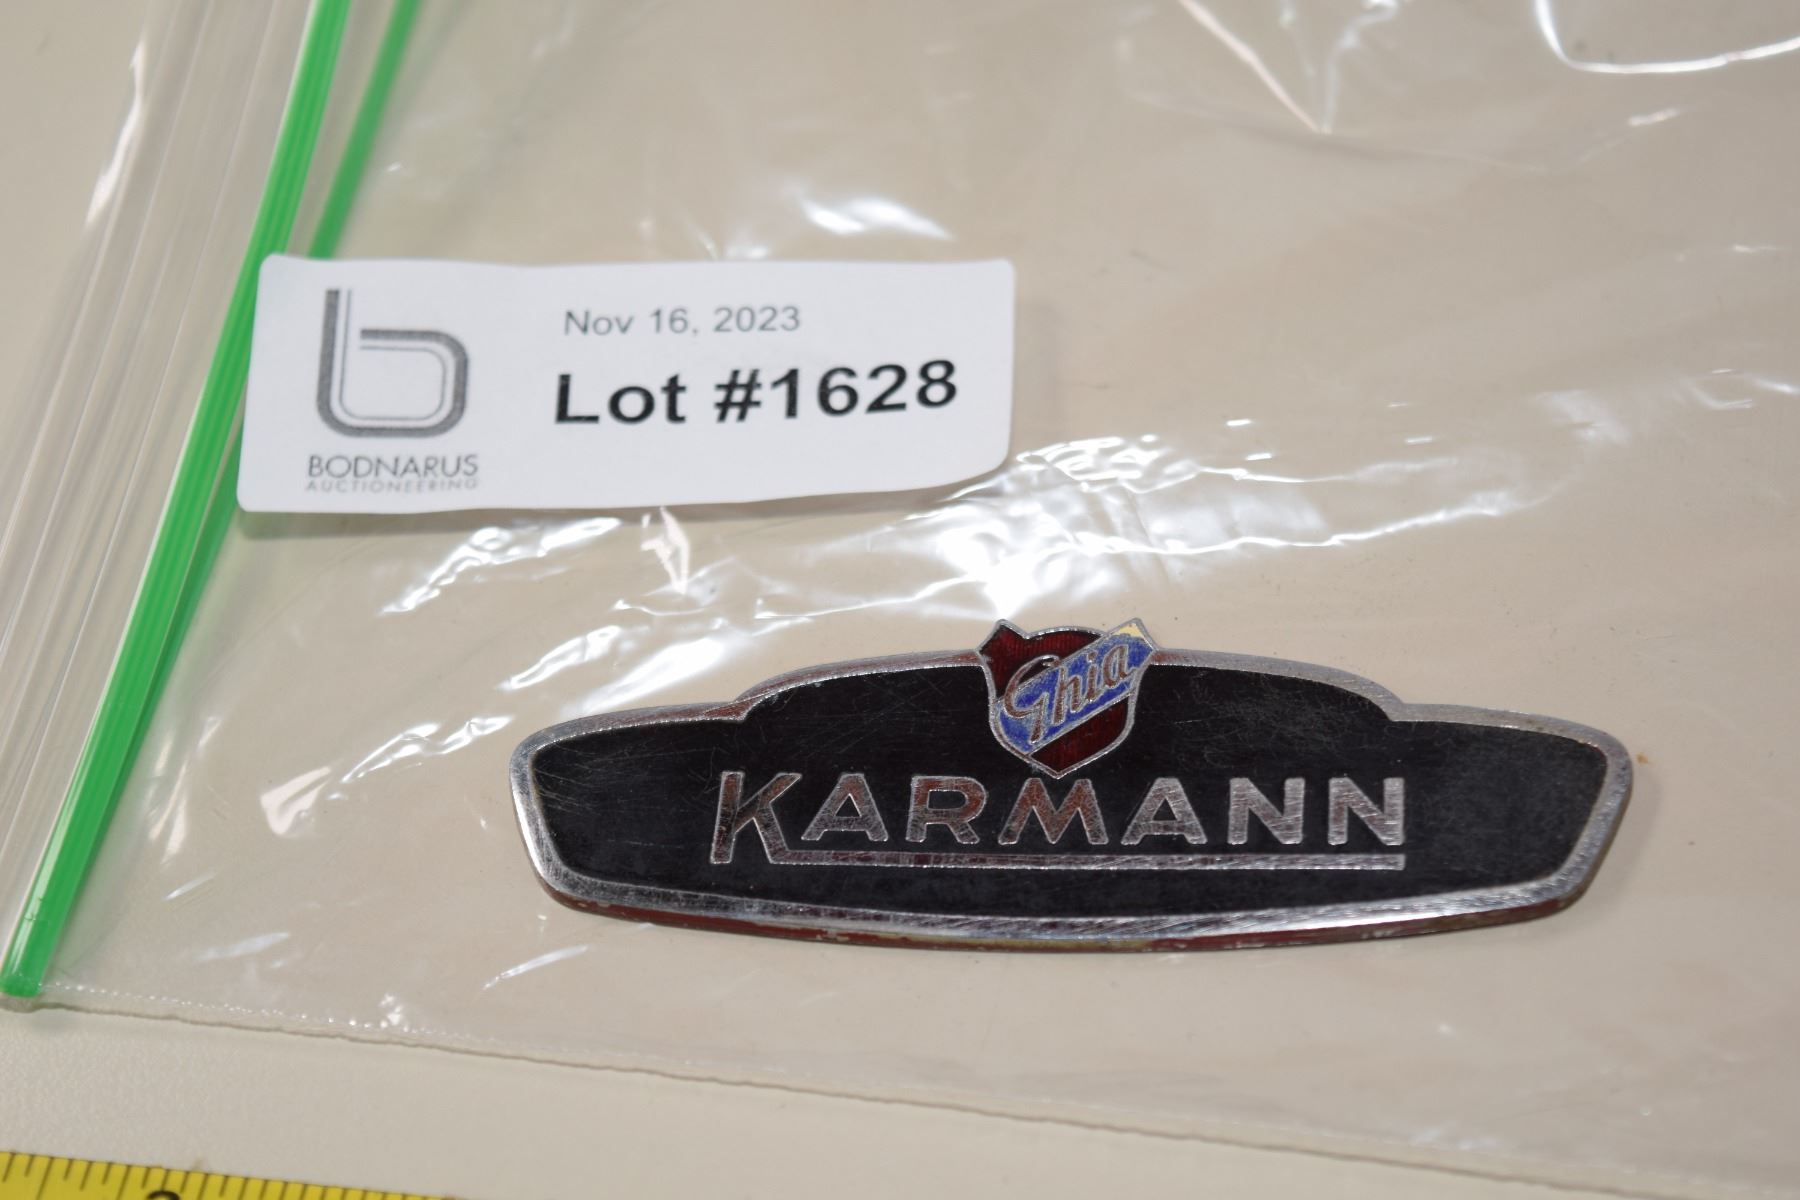 Nov 16, 2023
Lot #1628
BODNARUS
AUCTIONEERING
Ghia
KARMANN